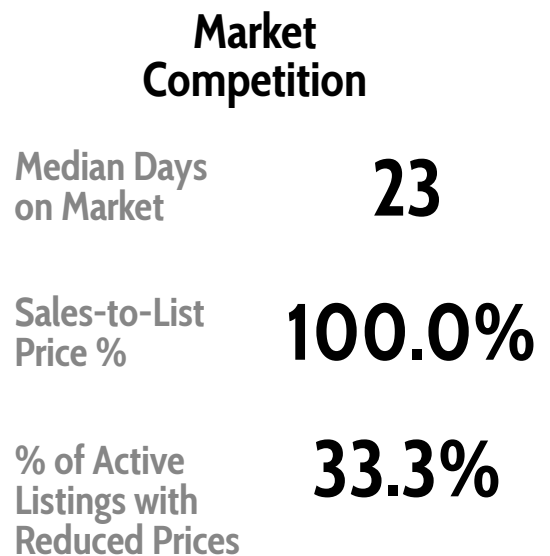 Market
Competition
Median Days
on Market
23
Sales-to-List
Price %
100.0%
% of Active
Listings with
Reduced Prices
33.3%